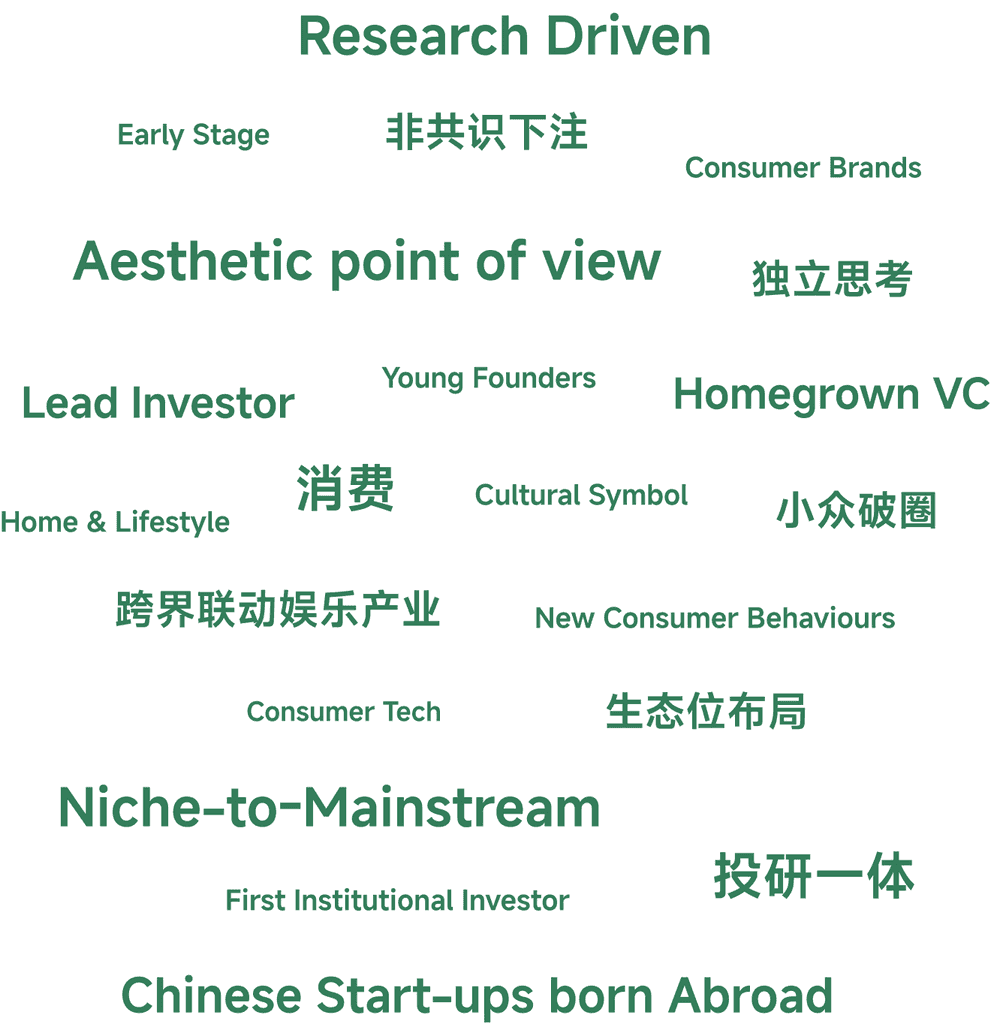 Research Driven
Early Stage
非共识下注
Consumer Brands
Aesthetic point of view
独立思考
Young Founders
Lead Investor
Homegrown VC
消费
Cultural Symbol
小众破圈
Home & Lifestyle
跨界联动娱乐产业
New Consumer Behaviours
Consumer Tech
生态位布局
Niche-to-Mainstream
投研一体
First Institutional Investor
Chinese Start-ups born Abroad